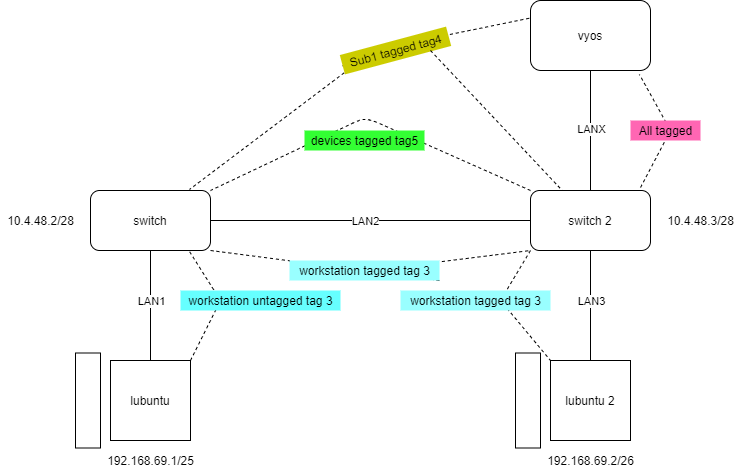 vyos
Sub1 tagged tag4
LANX
All tagged
devices tagged tag5
10.4.48.2/28
switch
LAN2
switch 2
10.4.48.3/28
workstation tagged tag 3
LAN1
workstation untagged tag 3
workstation tagged tag 3
LAN3
lubuntu
lubuntu 2
192.168.69.1/25
192.168.69.2/26